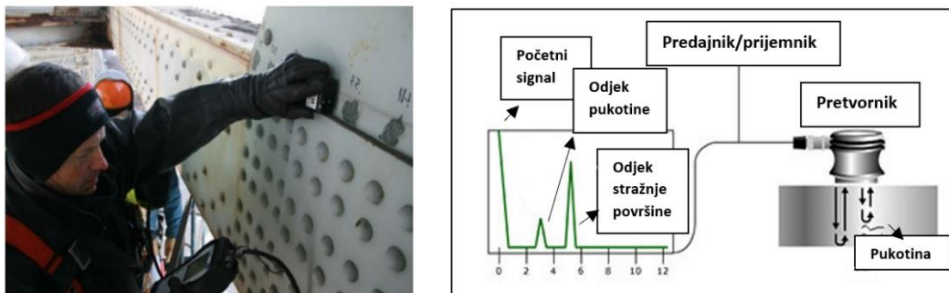 Početni
signal
Predajnik/prijemnik
Odjek
pukotine
Pretvornik
Odjek
stražnje
površine
0 2 4 6 8 10 12
Pukotina